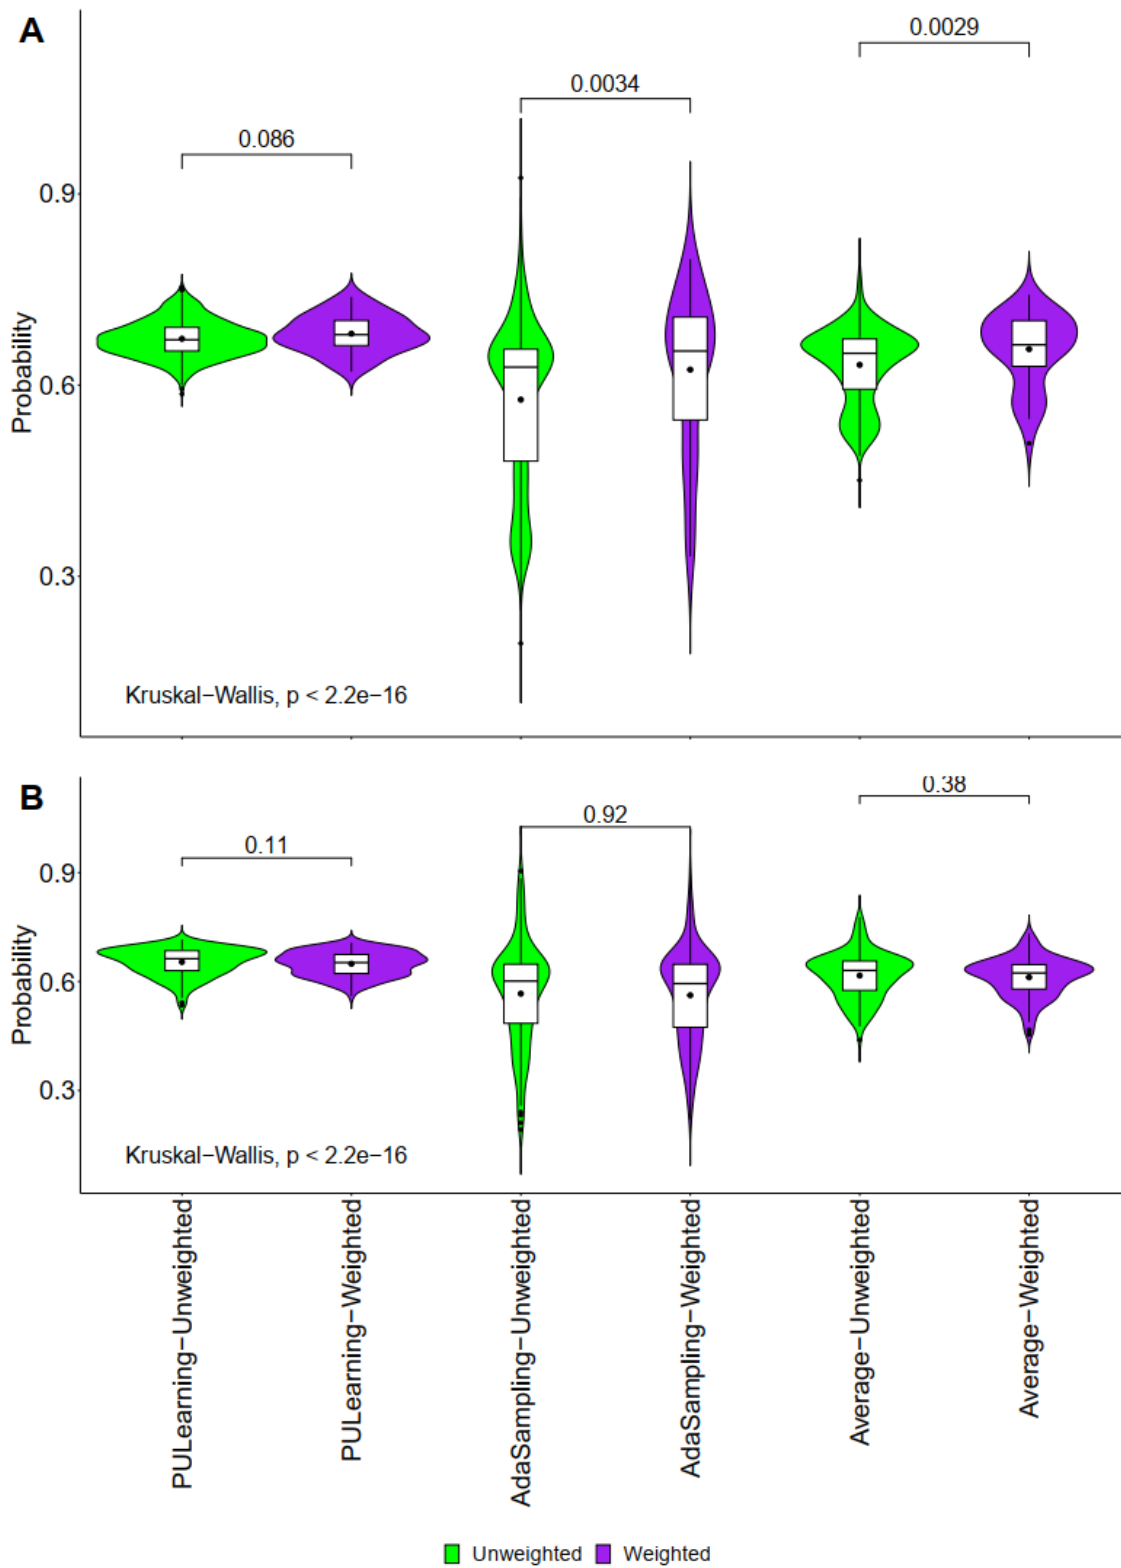 A
0.0029
0.0034
0.086
0.9
0.6
0.3
Probability
Kruskal−Wallis, p < 2.2e−16
B
0.38
0.92
0.11
0.9
0.6
0.3
Probability
Kruskal−Wallis, p < 2.2e−16
PULearning−Unweighted
PULearning−Weighted
AdaSampling−Unweighted
AdaSampling−Weighted
Average−Unweighted
Average−Weighted
Unweighted Weighted